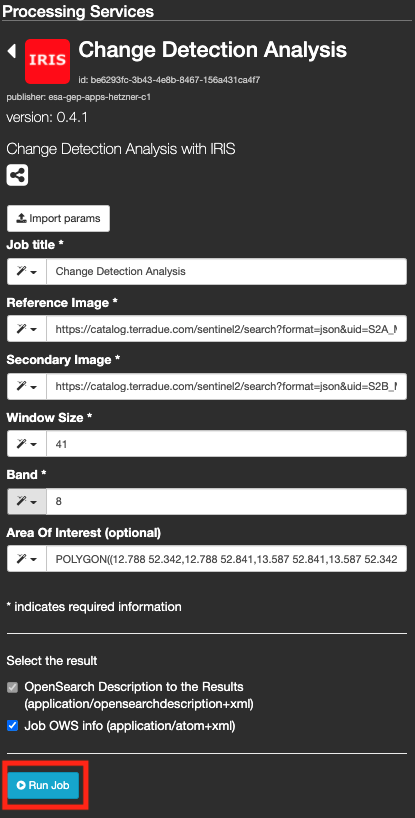 Processing Services
IRIS
Change Detection Analysis
id: be6293fc-3b43-4e8b-8467-156a431ca4f7
publisher: esa-gep-apps-hetzner-c1
version: 0.4.1
Change Detection Analysis with IRIS
Import params
Job title *
Change Detection Analysis
Reference Image *
https://catalog.terradue.com/sentinel2/search?format=json&uid=S2A_M
Secondary Image *
https://catalog.terradue.com/sentinel2/search?format=json&uid=S2B_M
Window Size *
41
Band *
8
Area Of Interest (optional)
POLYGON((12.788 52.342,12.788 52.841,13.587 52.841,13.587 52.342
* indicates required information
Select the result
OpenSearch Description to the Results
(application/opensearchdescription+xml)
Job OWS info (application/atom+xml)
Run Job